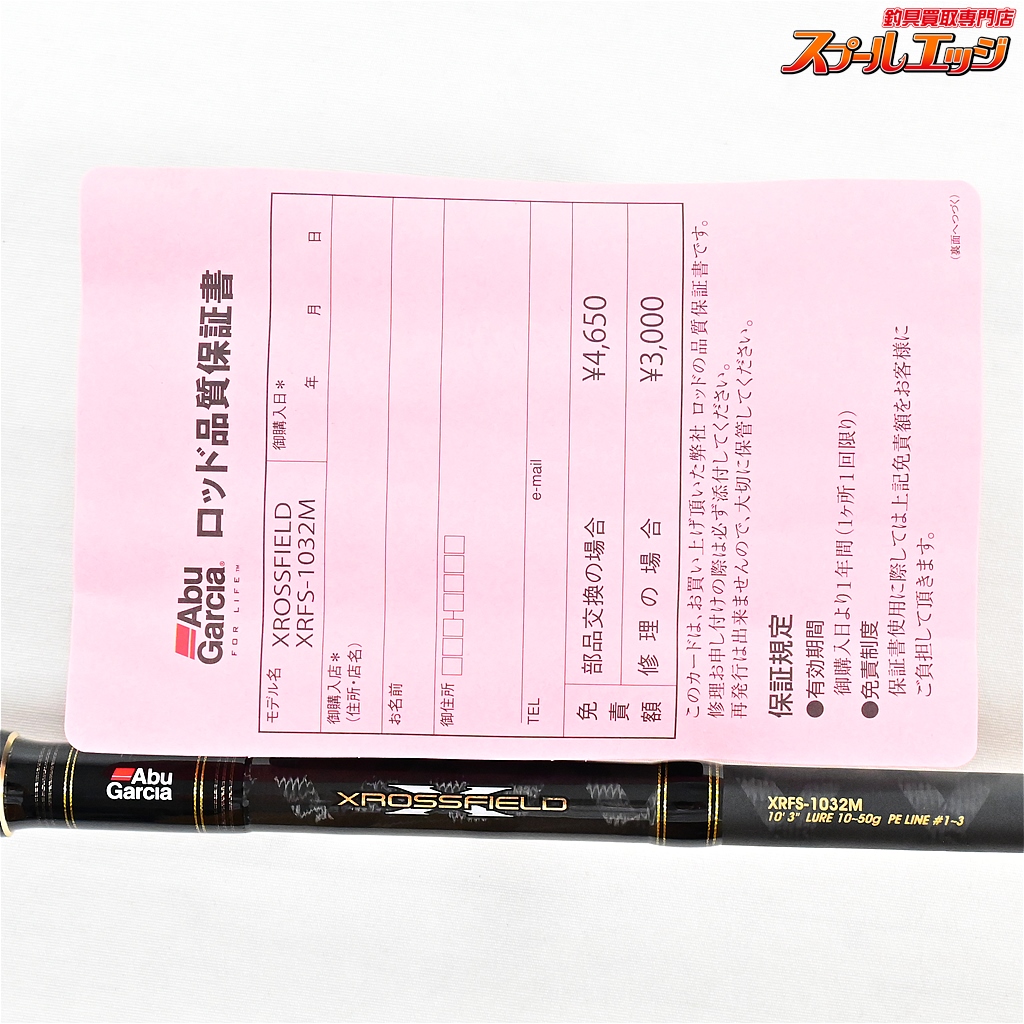 釣具買取専門店
スプールエッジ
Abu
Garcia®
FOR LIFE™
ロッド品質保証書
モデル名
XROSSFIELD
XRFS-1032M
御購入日*
年 月 日
御購入店*
(住所・店名)
お名前
御住所
TEL
e-mail
免責額
部品交換の場合 ¥4,650
修理の場合 ¥3,000
このカードは、お買い上げ頂いた弊社 ロッドの品質保証書です。
修理お申し付けの際は必ず添付してください。
再発行は出来ませんので、大切に保管してください。
保証規定
●有効期間
御購入日より1年間(1ヶ所1回限り)
●免責制度
保証書使用に際しては上記免責額をお客様に
ご負担して頂きます。
(裏面へつづく)
Abu
Garcia
XROSSFIELD
XRFS-1032M
10' 3" LURE 10~50g PE LINE #1~3